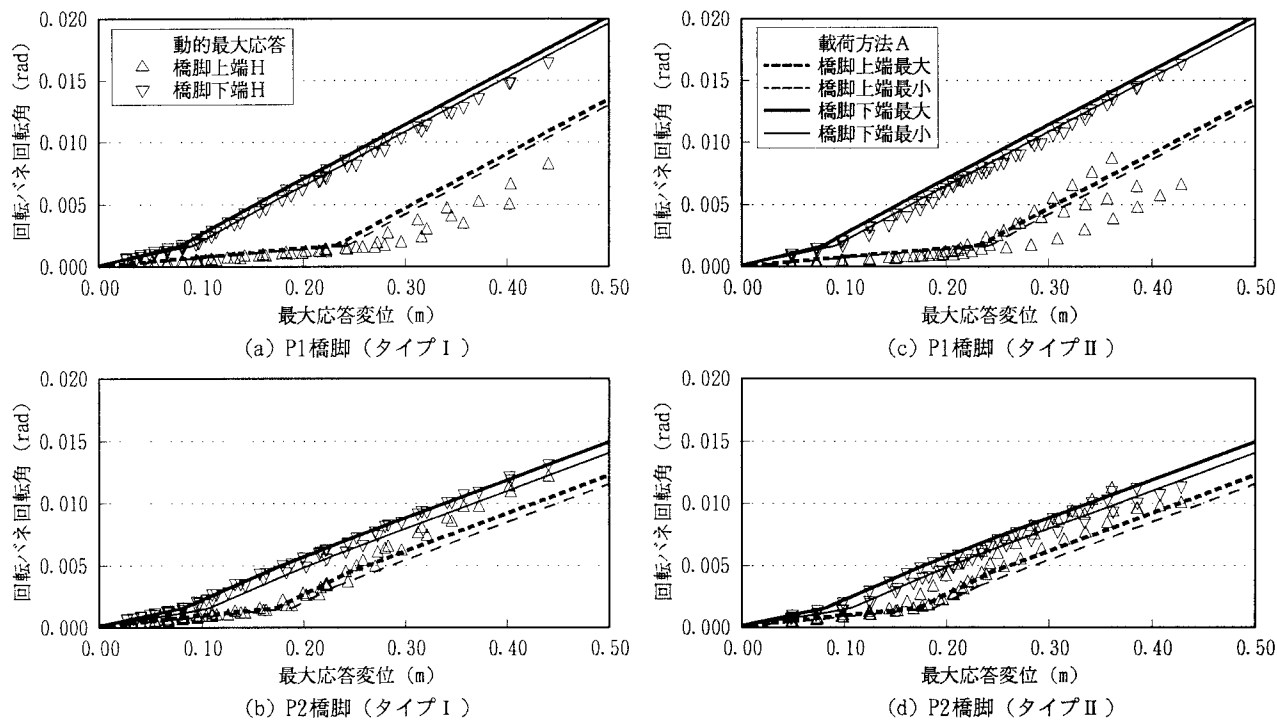 回転バネ回転角 (rad)
0.020
0.015
0.010
0.005
0.000
動的最大応答
△ 橋脚上端H
▽ 橋脚下端H
0.00 0.10 0.20 0.30 0.40 0.50
最大応答変位 (m)
(a) P1橋脚 (タイプⅠ)
回転バネ回転角 (rad)
0.020
0.015
0.010
0.005
0.000
載荷方法A
橋脚上端最大
橋脚上端最小
橋脚下端最大
橋脚下端最小
0.00 0.10 0.20 0.30 0.40 0.50
最大応答変位 (m)
(c) P1橋脚 (タイプⅡ)
回転バネ回転角 (rad)
0.020
0.015
0.010
0.005
0.000
0.00 0.10 0.20 0.30 0.40 0.50
最大応答変位 (m)
(b) P2橋脚 (タイプⅠ)
回転バネ回転角 (rad)
0.020
0.015
0.010
0.005
0.000
0.00 0.10 0.20 0.30 0.40 0.50
最大応答変位 (m)
(d) P2橋脚 (タイプⅡ)